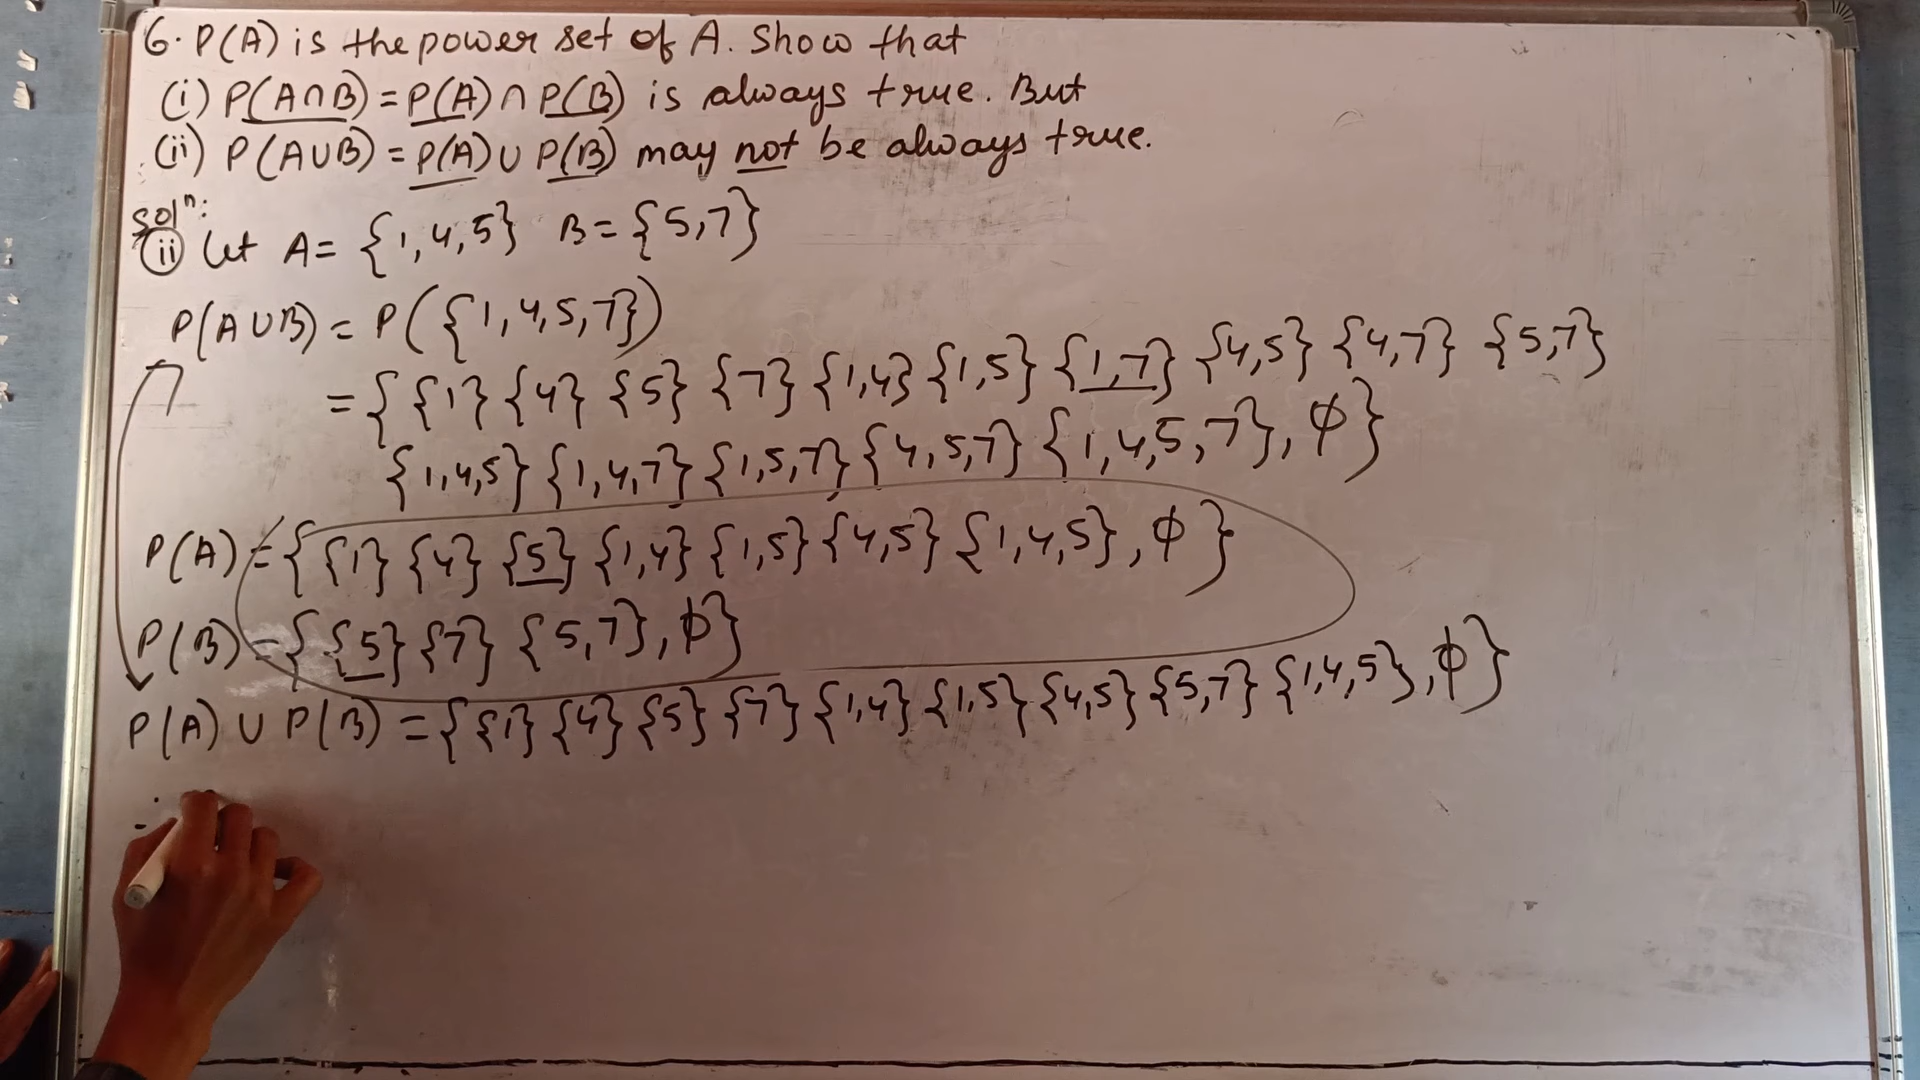 6. P(A) is the power set of A. Show that
(i) P(A∩B) = P(A) ∩ P(B) is always true. But
(ii) P(A∪B) = P(A) ∪ P(B) may not be always true.
Solⁿ:
(ii) Let A = {1,4,5} B = {5,7}
P(A∪B) = P({1,4,5,7})
= { {1} {4} {5} {7} {1,4} {1,5} {1,7} {4,5} {4,7} {5,7}
{1,4,5} {1,4,7} {1,5,7} {4,5,7} {1,4,5,7}, ϕ}
P(A) = { {1} {4} {5} {1,4} {1,5} {4,5} {1,4,5}, ϕ }
P(B) = { {5} {7} {5,7}, ϕ}
P(A) ∪ P(B) = { {1} {4} {5} {7} {1,4} {1,5} {4,5} {5,7} {1,4,5}, ϕ }